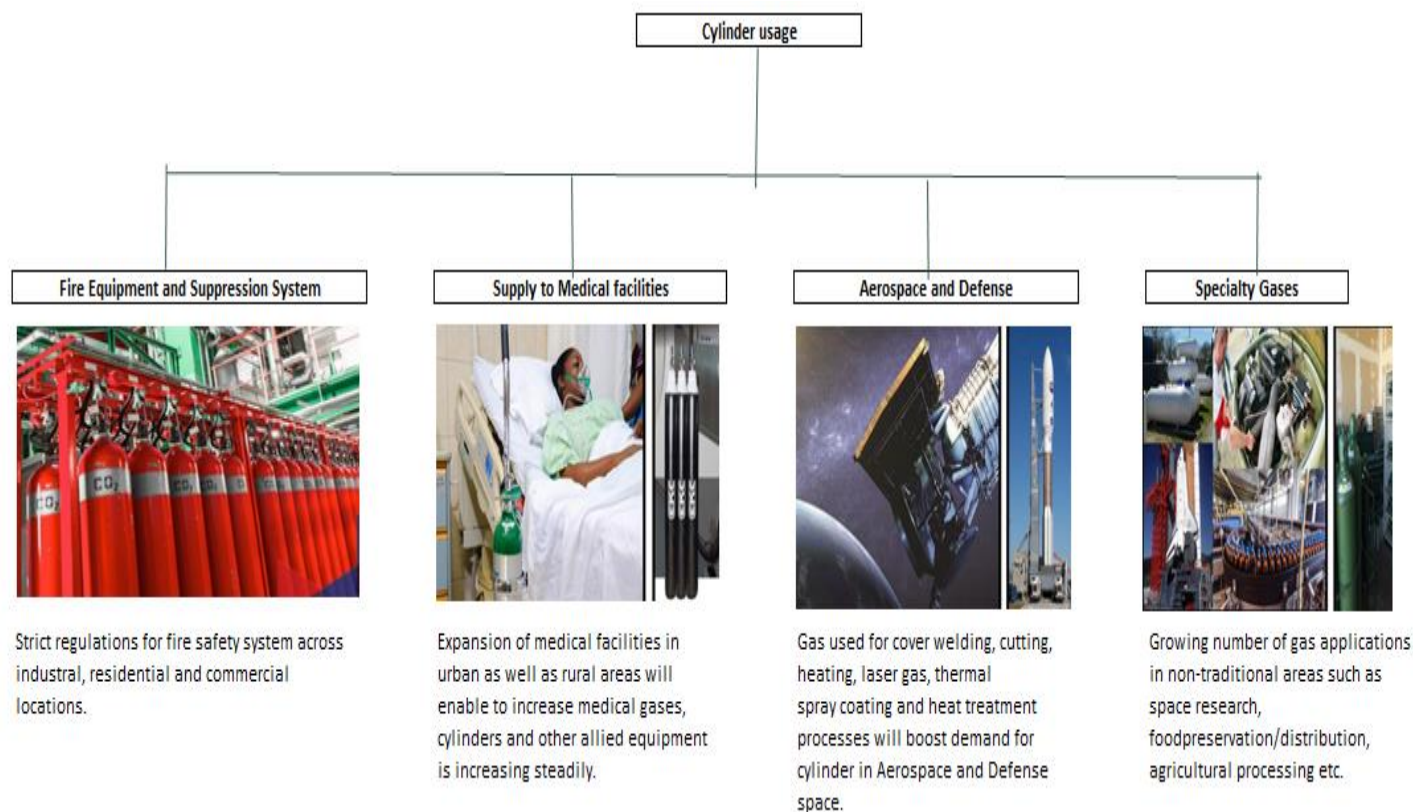 Cylinder usage
Fire Equipment and Suppression System
Supply to Medical facilities
Aerospace and Defense
Specialty Gases
CO2
CO2
CO2
CO2
Strict regulations for fire safety system across
industral, residential and commercial
locations.
Expansion of medical facilities in
urban as well as rural areas will
enable to increase medical gases,
cylinders and other allied equipment
is increasing steadily.
Gas used for cover welding, cutting,
heating, laser gas, thermal
spray coating and heat treatment
processes will boost demand for
cylinder in Aerospace and Defense
space.
Growing number of gas applications
in non-traditional areas such as
space research,
foodpreservation/distribution,
agricultural processing etc.